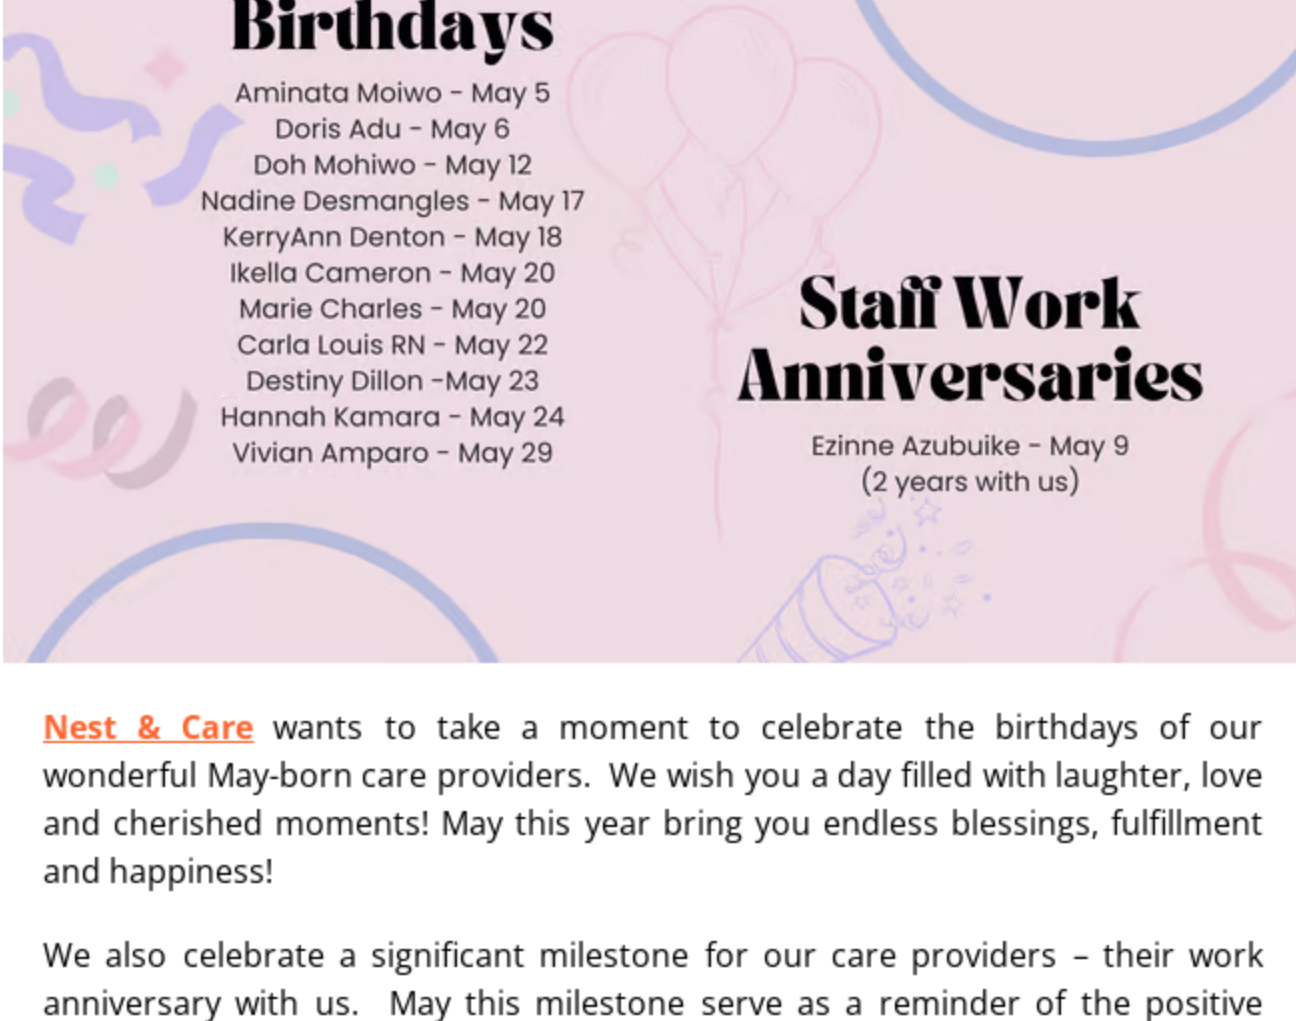 Birthdays
Aminata Moiwo - May 5
Doris Adu - May 6
Doh Mohiwo - May 12
Nadine Desmangles - May 17
KerryAnn Denton - May 18
Ikella Cameron - May 20
Marie Charles - May 20
Carla Louis RN - May 22
Destiny Dillon -May 23
Hannah Kamara - May 24
Vivian Amparo - May 29
Staff Work
Anniversaries
Ezinne Azubuike - May 9
(2 years with us)
Nest & Care wants to take a moment to celebrate the birthdays of our
wonderful May-born care providers.  We wish you a day filled with laughter, love
and cherished moments! May this year bring you endless blessings, fulfillment
and happiness!
We also celebrate a significant milestone for our care providers – their work
anniversary with us.  May this milestone serve as a reminder of the positive